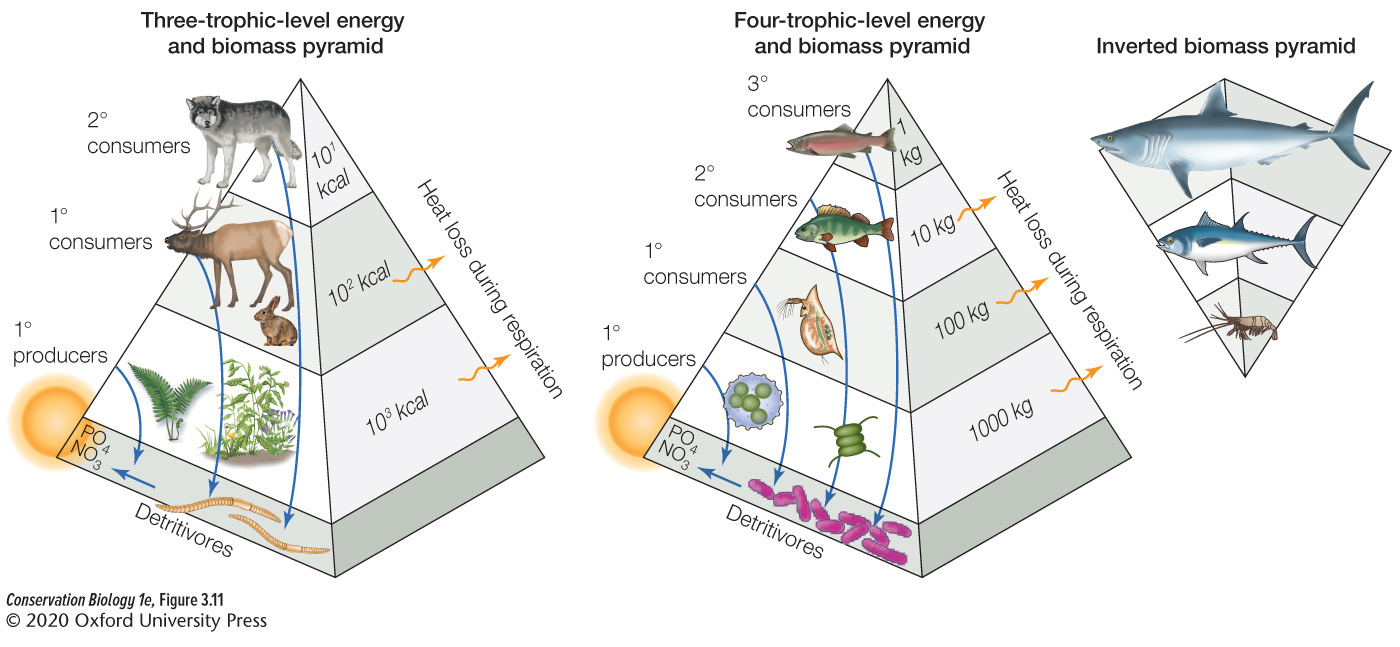 Three-trophic-level energy
and biomass pyramid
2°
consumers
10¹
kcal
1°
consumers
10² kcal
1°
producers
10³ kcal
Heat loss during respiration
PO₄
NO₃
Detritivores
Four-trophic-level energy
and biomass pyramid
3°
consumers
1
kg
2°
consumers
10 kg
1°
consumers
100 kg
1°
producers
1000 kg
Heat loss during respiration
PO₄
NO₃
Detritivores
Inverted biomass pyramid
Conservation Biology 1e, Figure 3.11
© 2020 Oxford University Press